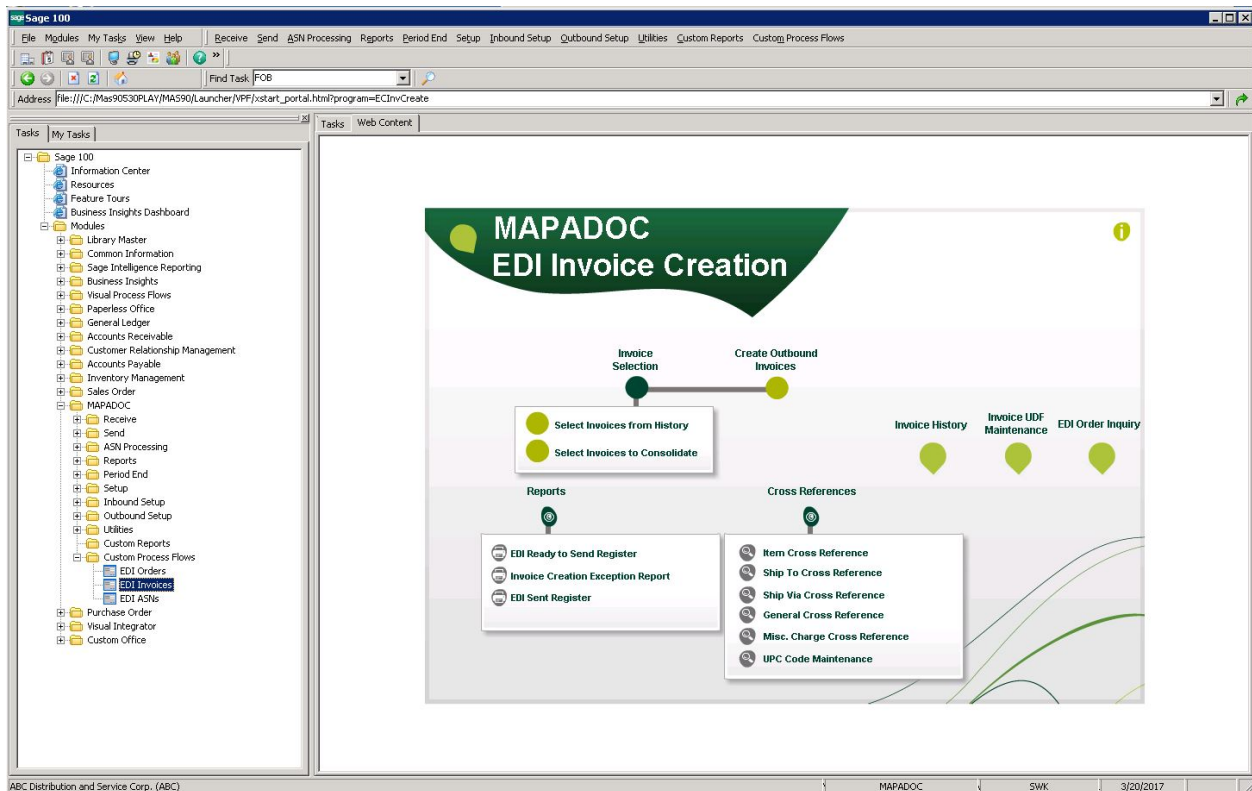 sage Sage 100
File Modules My Tasks View Help Receive Send ASN Processing Reports Period End Setup Inbound Setup Outbound Setup Utilities Custom Reports Custom Process Flows
»
Find Task FOB
Address file:///C:/Mas90530PLAY/MAS90/Launcher/VPF/xstart_portal.html?program=ECInvCreate
Tasks My Tasks
Sage 100
Information Center
Resources
Feature Tours
Business Insights Dashboard
Modules
Library Master
Common Information
Sage Intelligence Reporting
Business Insights
Visual Process Flows
Paperless Office
General Ledger
Accounts Receivable
Customer Relationship Management
Accounts Payable
Inventory Management
Sales Order
MAPADOC
Receive
Send
ASN Processing
Reports
Period End
Setup
Inbound Setup
Outbound Setup
Utilities
Custom Reports
Custom Process Flows
EDI Orders
EDI Invoices
EDI ASNs
Purchase Order
Visual Integrator
Custom Office
Tasks Web Content
MAPADOC
EDI Invoice Creation
i
Invoice
Selection
Create Outbound
Invoices
Select Invoices from History
Select Invoices to Consolidate
Invoice History
Invoice UDF
Maintenance
EDI Order Inquiry
Reports
EDI Ready to Send Register
Invoice Creation Exception Report
EDI Sent Register
Cross References
Item Cross Reference
Ship To Cross Reference
Ship Via Cross Reference
General Cross Reference
Misc. Charge Cross Reference
UPC Code Maintenance
ABC Distribution and Service Corp. (ABC) MAPADOC SWK 3/20/2017